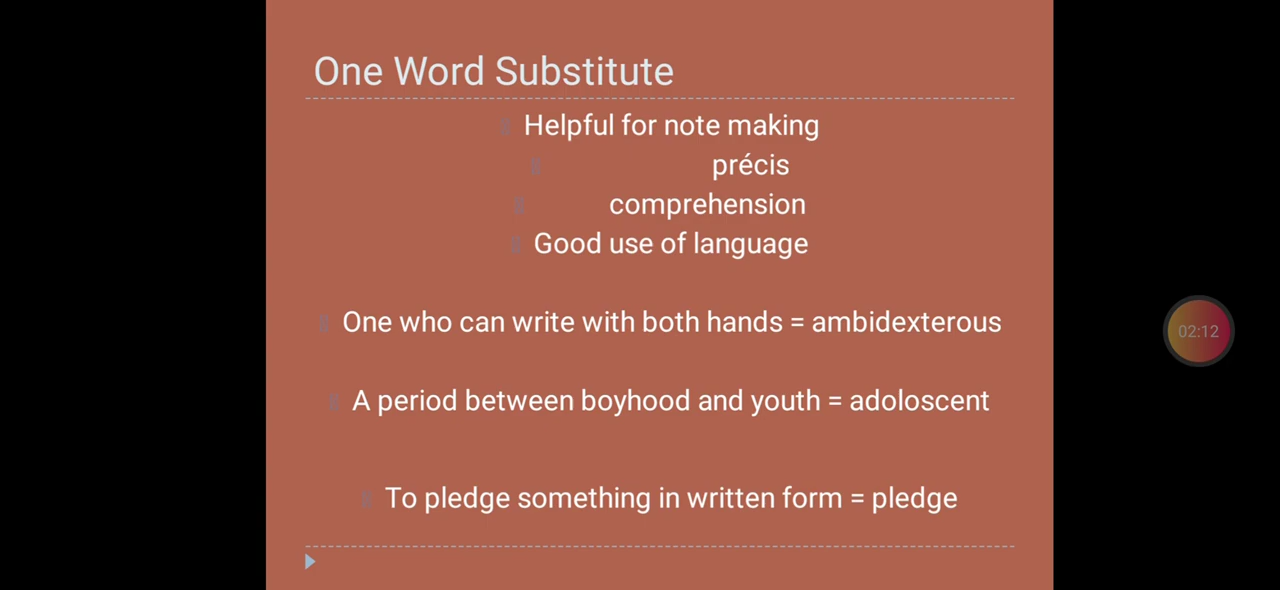 One Word Substitute
Helpful for note making
précis
comprehension
Good use of language
One who can write with both hands = ambidexterous
A period between boyhood and youth = adoloscent
To pledge something in written form = pledge
02:12